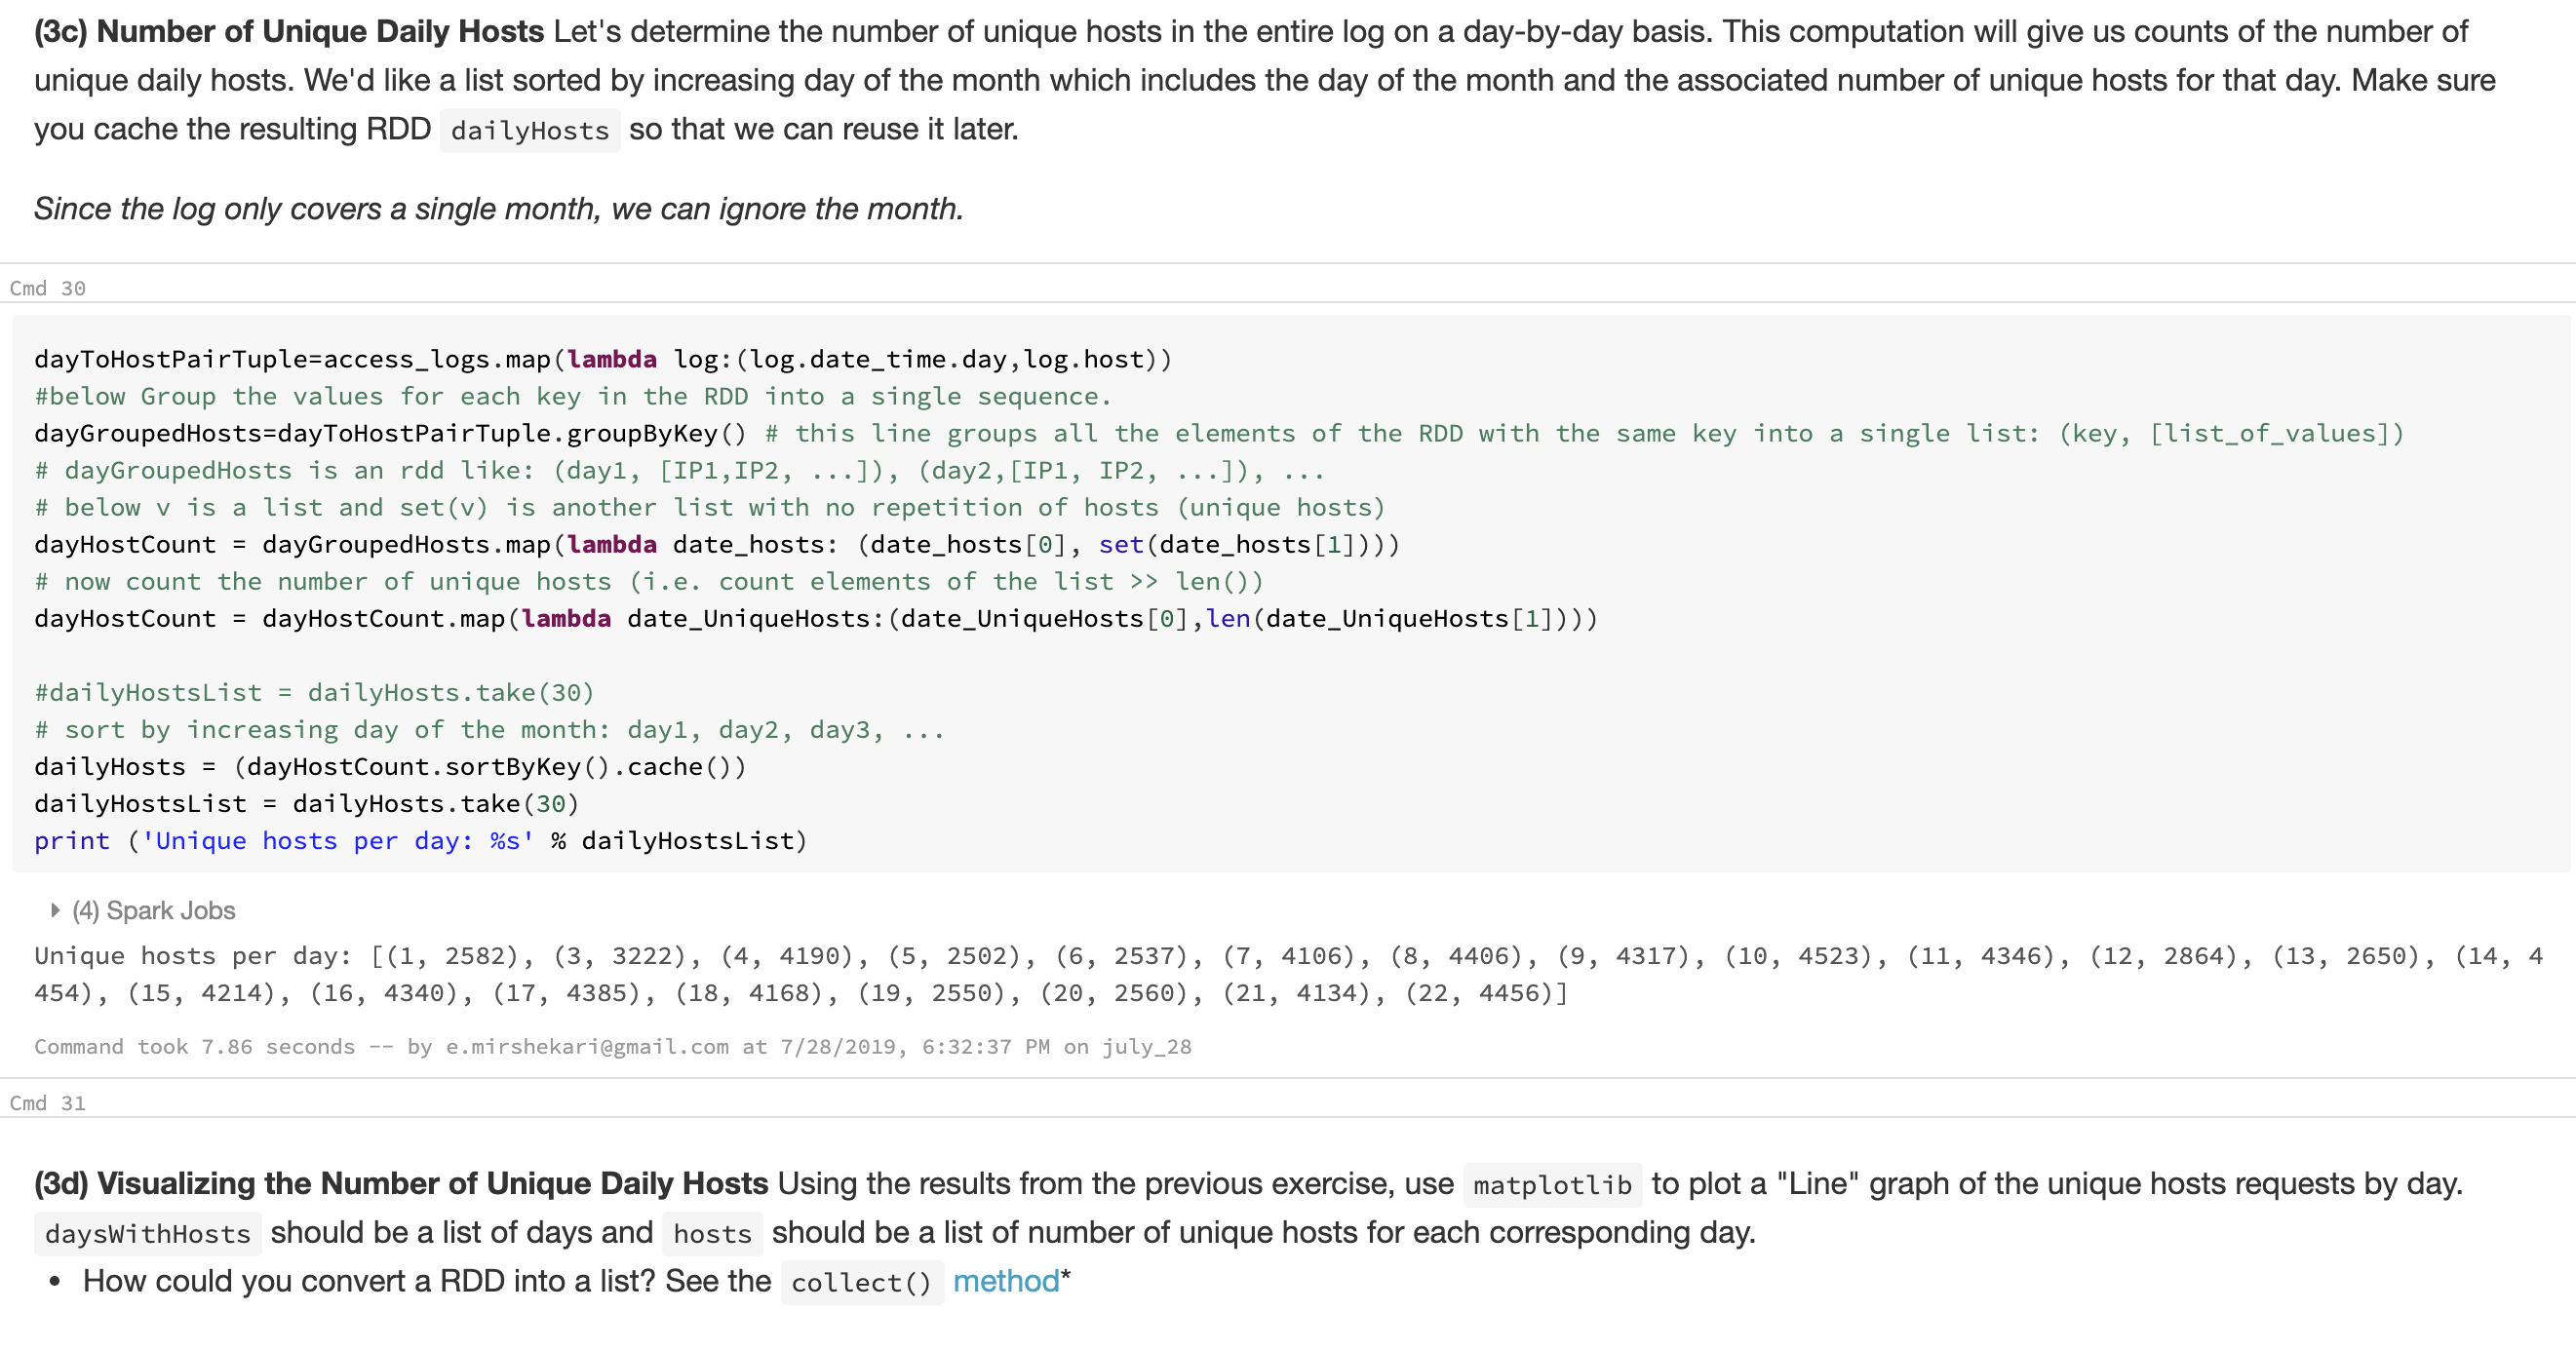 (3c) Number of Unique Daily Hosts Let's determine the number of unique hosts in the entire log on a day-by-day basis. This computation will give us counts of the number of
unique daily hosts. We'd like a list sorted by increasing day of the month which includes the day of the month and the associated number of unique hosts for that day. Make sure
you cache the resulting RDD dailyHosts so that we can reuse it later.
Since the log only covers a single month, we can ignore the month.
Cmd 30
dayToHostPairTuple=access_logs.map(lambda log:(log.date_time.day,log.host))
#below Group the values for each key in the RDD into a single sequence.
dayGroupedHosts=dayToHostPairTuple.groupByKey() # this line groups all the elements of the RDD with the same key into a single list: (key, [list_of_values])
# dayGroupedHosts is an rdd like: (day1, [IP1,IP2, ...]), (day2,[IP1, IP2, ...]), ...
# below v is a list and set(v) is another list with no repetition of hosts (unique hosts)
dayHostCount = dayGroupedHosts.map(lambda date_hosts: (date_hosts[0], set(date_hosts[1])))
# now count the number of unique hosts (i.e. count elements of the list >> len())
dayHostCount = dayHostCount.map(lambda date_UniqueHosts:(date_UniqueHosts[0],len(date_UniqueHosts[1])))
#dailyHostsList = dailyHosts.take(30)
# sort by increasing day of the month: day1, day2, day3, ...
dailyHosts = (dayHostCount.sortByKey().cache())
dailyHostsList = dailyHosts.take(30)
print ('Unique hosts per day: %s' % dailyHostsList)
(4) Spark Jobs
Unique hosts per day: [(1, 2582), (3, 3222), (4, 4190), (5, 2502), (6, 2537), (7, 4106), (8, 4406), (9, 4317), (10, 4523), (11, 4346), (12, 2864), (13, 2650), (14, 4
454), (15, 4214), (16, 4340), (17, 4385), (18, 4168), (19, 2550), (20, 2560), (21, 4134), (22, 4456)]
Command took 7.86 seconds -- by e.mirshekari@gmail.com at 7/28/2019, 6:32:37 PM on july_28
Cmd 31
(3d) Visualizing the Number of Unique Daily Hosts Using the results from the previous exercise, use matplotlib to plot a "Line" graph of the unique hosts requests by day.
daysWithHosts should be a list of days and hosts should be a list of number of unique hosts for each corresponding day.
• How could you convert a RDD into a list? See the collect() method*